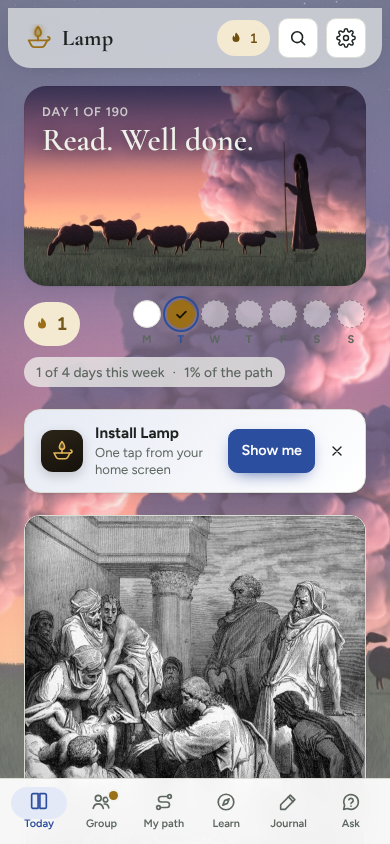 Lamp
1
DAY 1 OF 190
Read. Well done.
1
M T W T F S S
1 of 4 days this week · 1% of the path
Install Lamp
One tap from your
home screen
Show me
Today Group My path Learn Journal Ask